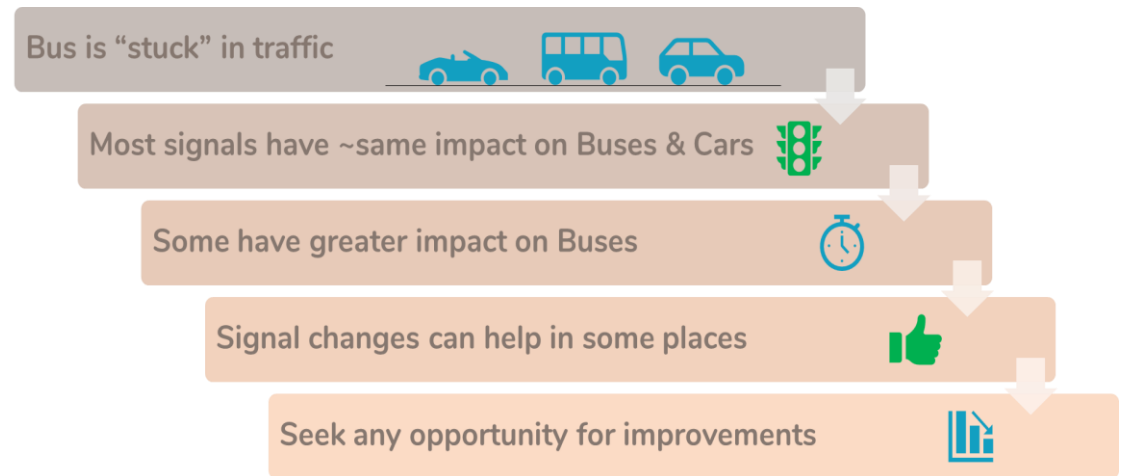 Bus is “stuck” in traffic
Most signals have ~same impact on Buses & Cars
Some have greater impact on Buses
Signal changes can help in some places
Seek any opportunity for improvements